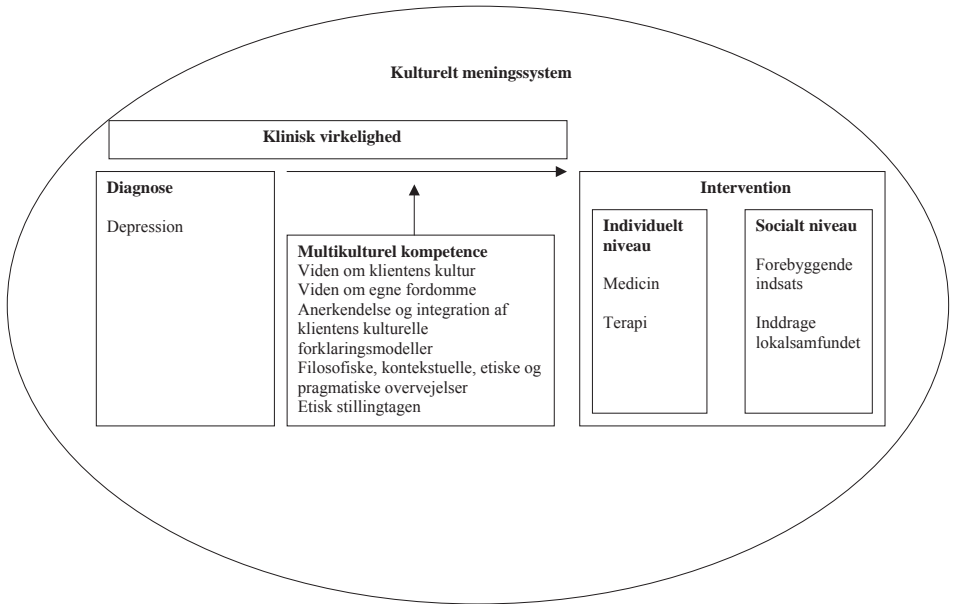 Kulturelt meningssystem
Klinisk virkelighed
Diagnose
Depression
Multikulturel kompetence
Viden om klientens kultur
Viden om egne fordomme
Anerkendelse og integration af
klientens kulturelle
forklaringsmodeller
Filosofiske, kontekstuelle, etiske og
pragmatiske overvejelser
Etisk stillingtagen
Intervention
Individuelt
niveau
Medicin
Terapi
Socialt niveau
Forebyggende
indsats
Inddrage
lokalsamfundet